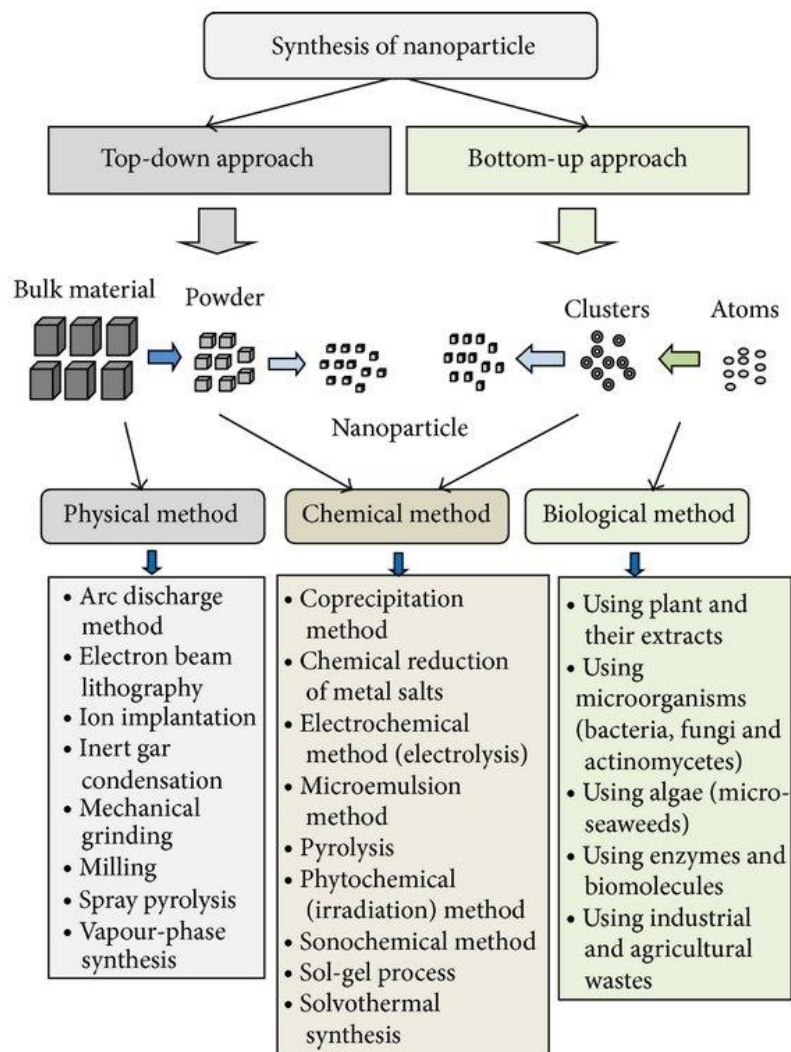 Synthesis of nanoparticle
Top-down approach
Bottom-up approach
Bulk material
Powder
Clusters
Atoms
Nanoparticle
Physical method
Chemical method
Biological method
• Arc discharge
method
• Electron beam
lithography
• Ion implantation
• Inert gar
condensation
• Mechanical
grinding
• Milling
• Spray pyrolysis
• Vapour-phase
synthesis
• Coprecipitation
method
• Chemical reduction
of metal salts
• Electrochemical
method (electrolysis)
• Microemulsion
method
• Pyrolysis
• Phytochemical
(irradiation) method
• Sonochemical method
• Sol-gel process
• Solvothermal
synthesis
• Using plant and
their extracts
• Using
microorganisms
(bacteria, fungi and
actinomycetes)
• Using algae (micro-
seaweeds)
• Using enzymes and
biomolecules
• Using industrial
and agricultural
wastes